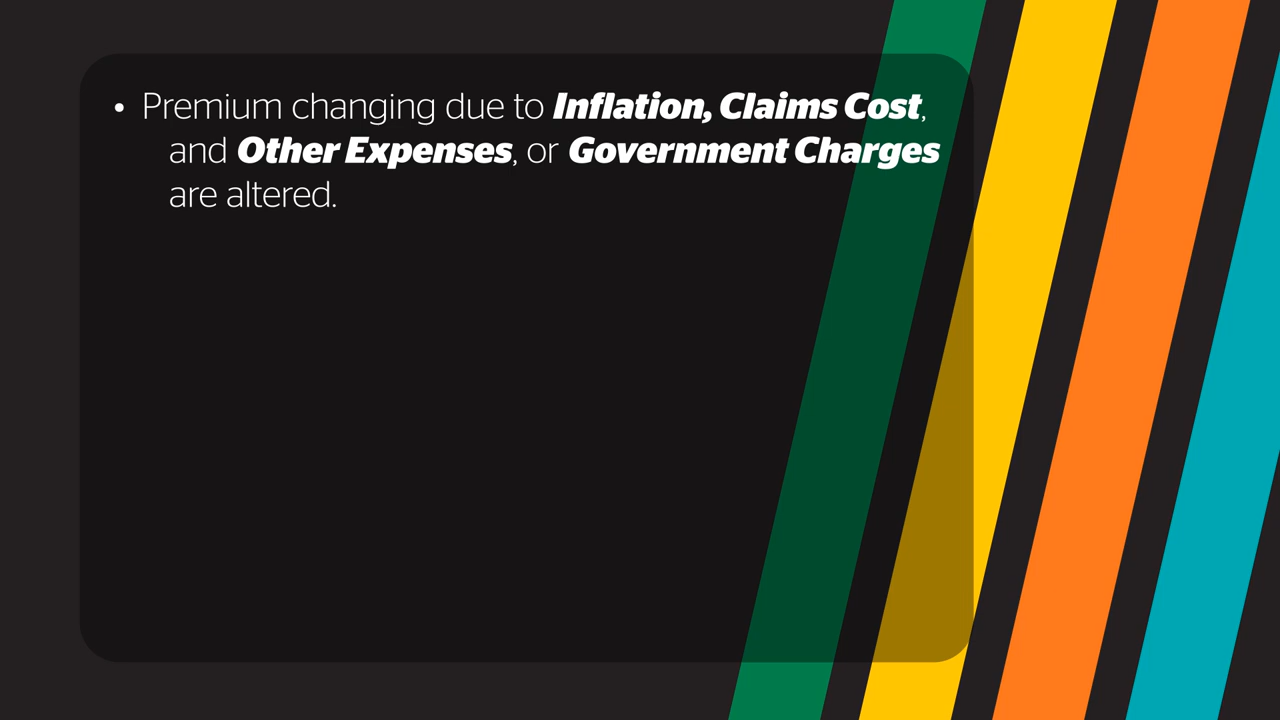 • Premium changing due to Inflation, Claims Cost,
and Other Expenses, or Government Charges
are altered.